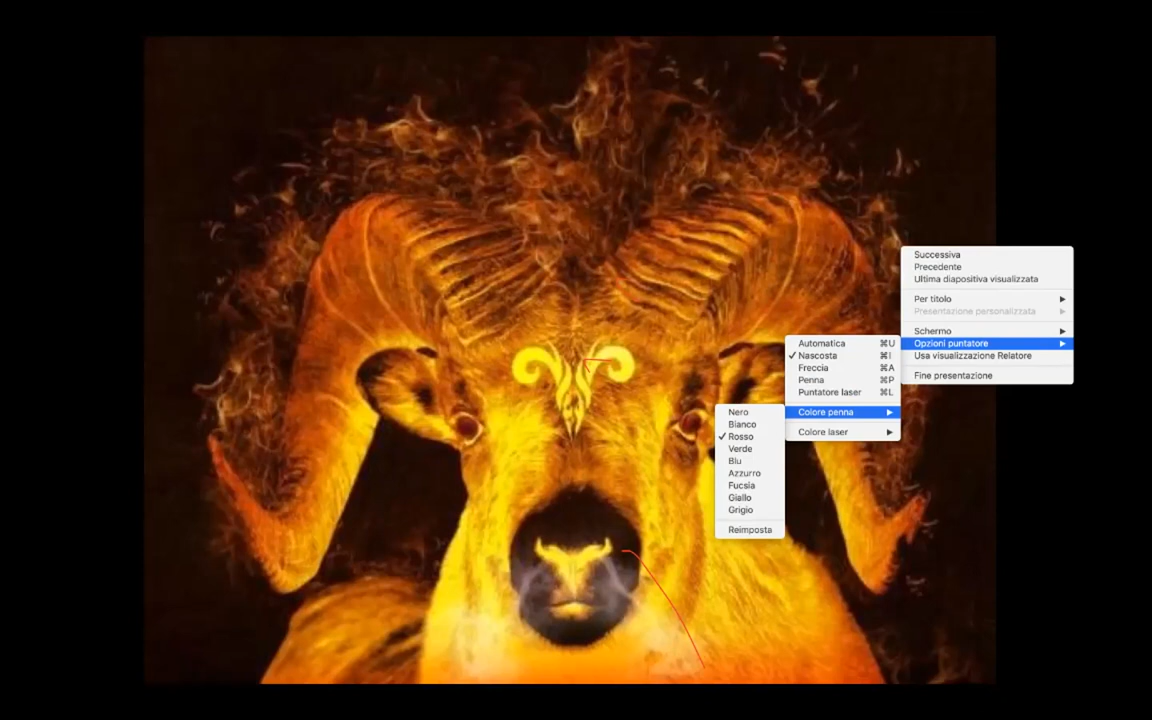 Successiva
Precedente
Ultima diapositiva visualizzata
Per titolo
Presentazione personalizzata
Schermo
Opzioni puntatore
Usa visualizzazione Relatore
Fine presentazione
Automatica ⌘U
Nascosta ⌘I
Freccia ⌘A
Penna ⌘P
Puntatore laser ⌘L
Colore penna
Colore laser
Nero
Bianco
Rosso
Verde
Blu
Azzurro
Fucsia
Giallo
Grigio
Reimposta